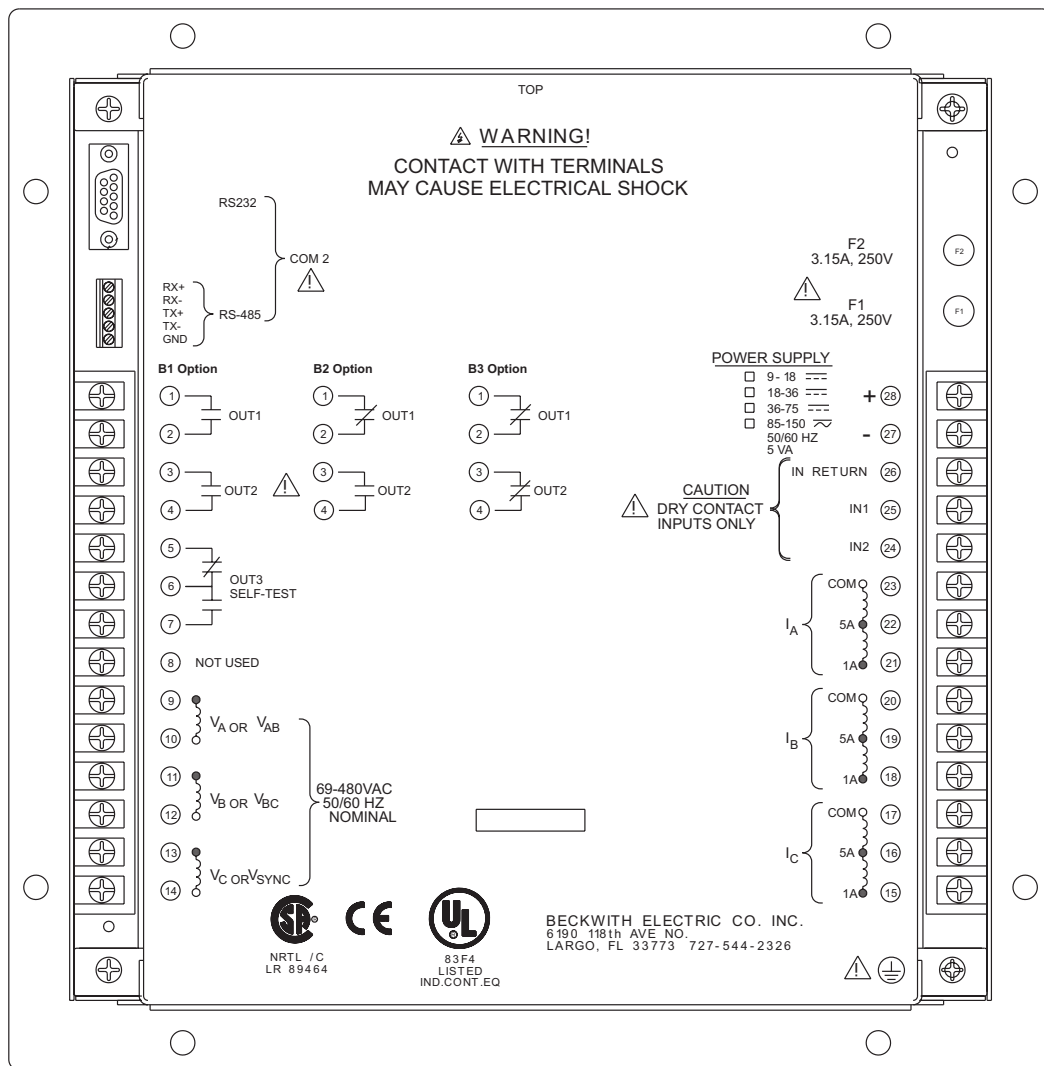 TOP
WARNING!
CONTACT WITH TERMINALS
MAY CAUSE ELECTRICAL SHOCK
RS232
COM 2
RX+
RX-
TX+
TX-
GND
RS-485
F2
3.15A, 250V
F1
3.15A, 250V
F2
F1
B1 Option
1
2
OUT1
3
4
OUT2
5
6
7
OUT3
SELF-TEST
8 NOT USED
B2 Option
1
2
OUT1
3
4
OUT2
B3 Option
1
2
OUT1
3
4
OUT2
POWER SUPPLY
9 - 18
18-36
36-75
85-150
50/60 HZ
5 VA
+ 28
- 27
CAUTION
DRY CONTACT
INPUTS ONLY
IN RETURN 26
IN1 25
IN2 24
9
10
VA OR VAB
11
12
VB OR VBC
13
14
VC OR VSYNC
69-480VAC
50/60 HZ
NOMINAL
IA
COM 23
5A 22
1A 21
IB
COM 20
5A 19
1A 18
IC
COM 17
5A 16
1A 15
SA
NRTL /C
LR 89464
CE
UL
83F4
LISTED
IND.CONT.EQ
BECKWITH ELECTRIC CO. INC.
6190 118th AVE NO.
LARGO, FL 33773 727-544-2326